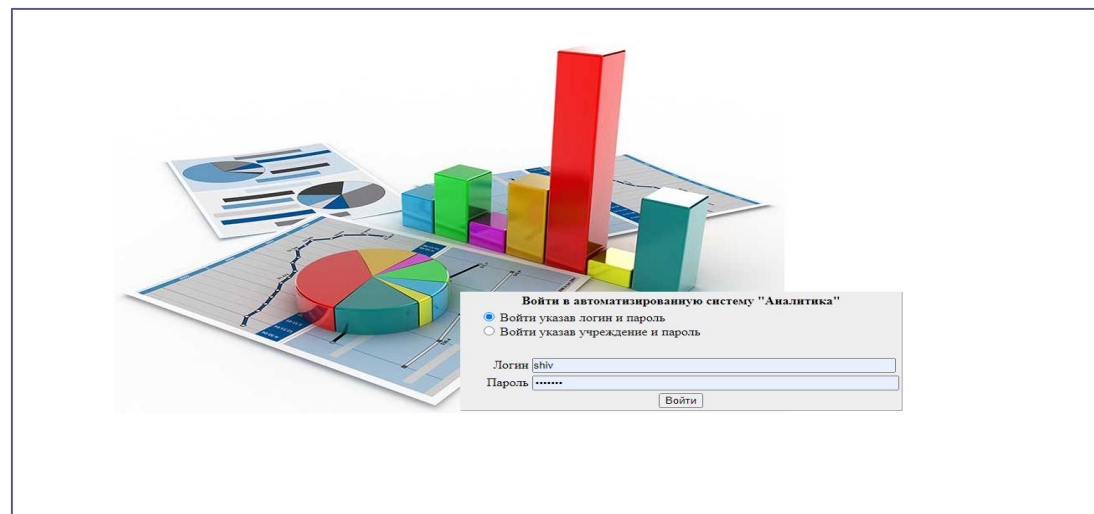 Войти в автоматизированную систему "Аналитика"
Войти указав логин и пароль
Войти указав учреждение и пароль
Логин shiv
Пароль •••••••
Войти